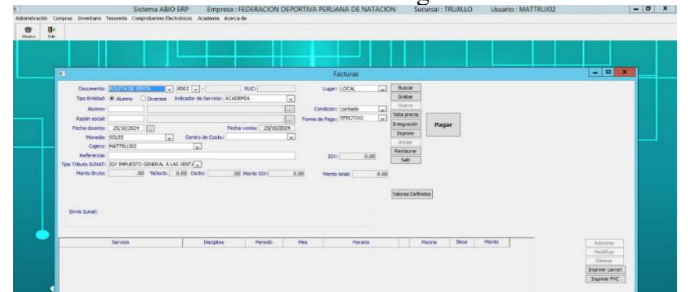 Sistema ABIO ERP Empresa : FEDERACION DEPORTIVA PERUANA DE NATACION Sucursal : TRUJILLO Usuario : MATTRUJ02
Administración Compras Inventario Tesorería Comprobantes Electrónicos Academia Acerca de
Salir
Facturas
Documento: BOLETA DE VENTA B062 - RUC: Lugar: LOCAL Buscar
Tipo Entidad: Alumno Diversos Indicador de Servicio: ACADEMIA Grabar
Alumno: Condicion: contado Nuevo
Razón social: Forma de Pago: EFECTIVO Vista previa
Fecha docmto: 25/10/2024 Fecha vcmto: 25/10/2024 Integración Pagar
Moneda: SOLES Centro de Costo: Imprimir
Cajero: MATTRUJ02 Anular
Referencia: IGV: 0.00 Restaurar
Tipo Tributo SUNAT: IGV IMPUESTO GENERAL A LAS VENTA Salir
Monto Bruto: .00 %Dscto: 0.00 Dscto: .00 Monto IGV: 0.00 Monto total: 0.00
Valores Definidos
Envío Sunat:
Servicio Disciplina Periodo Mes Horario Piscina Beca Monto
Adicionar
Modificar
Eliminar
Imprimir carnet
Imprimir PVC